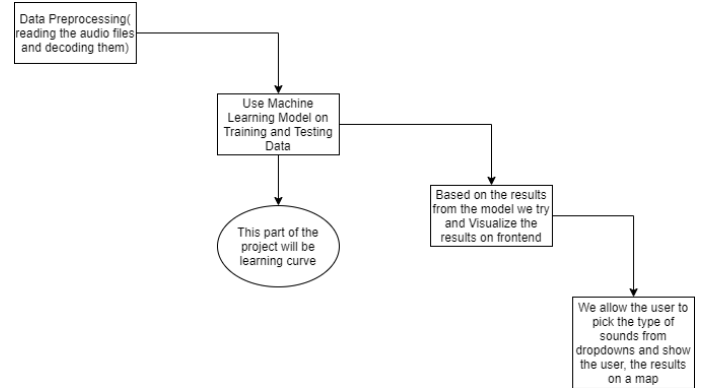 Data Preprocessing(
reading the audio files
and decoding them)
Use Machine
Learning Model on
Training and Testing
Data
This part of the
project will be
learning curve
Based on the results
from the model we try
and Visualize the
results on frontend
We allow the user to
pick the type of
sounds from
dropdowns and show
the user, the results
on a map